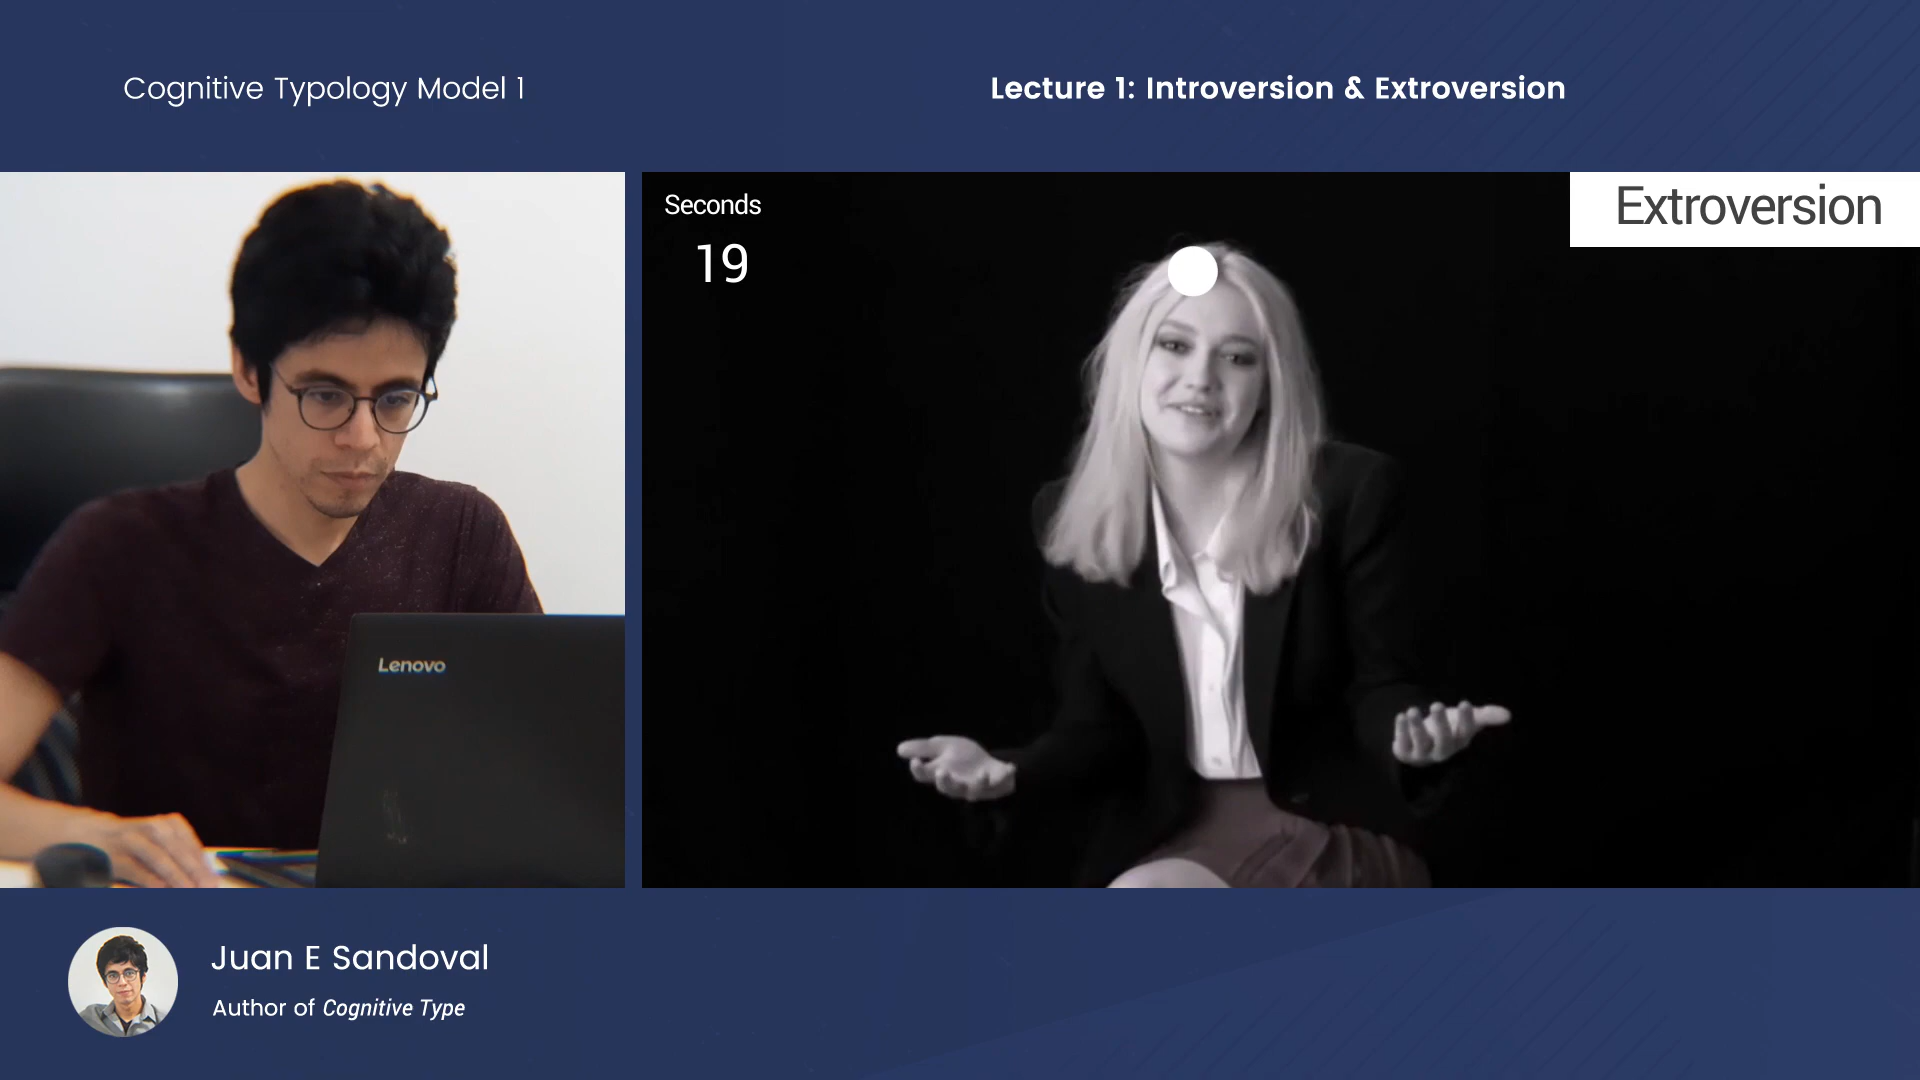 Cognitive Typology Model 1
Lecture 1: Introversion & Extroversion
Seconds
19
Extroversion
Lenovo
Juan E Sandoval
Author of Cognitive Type